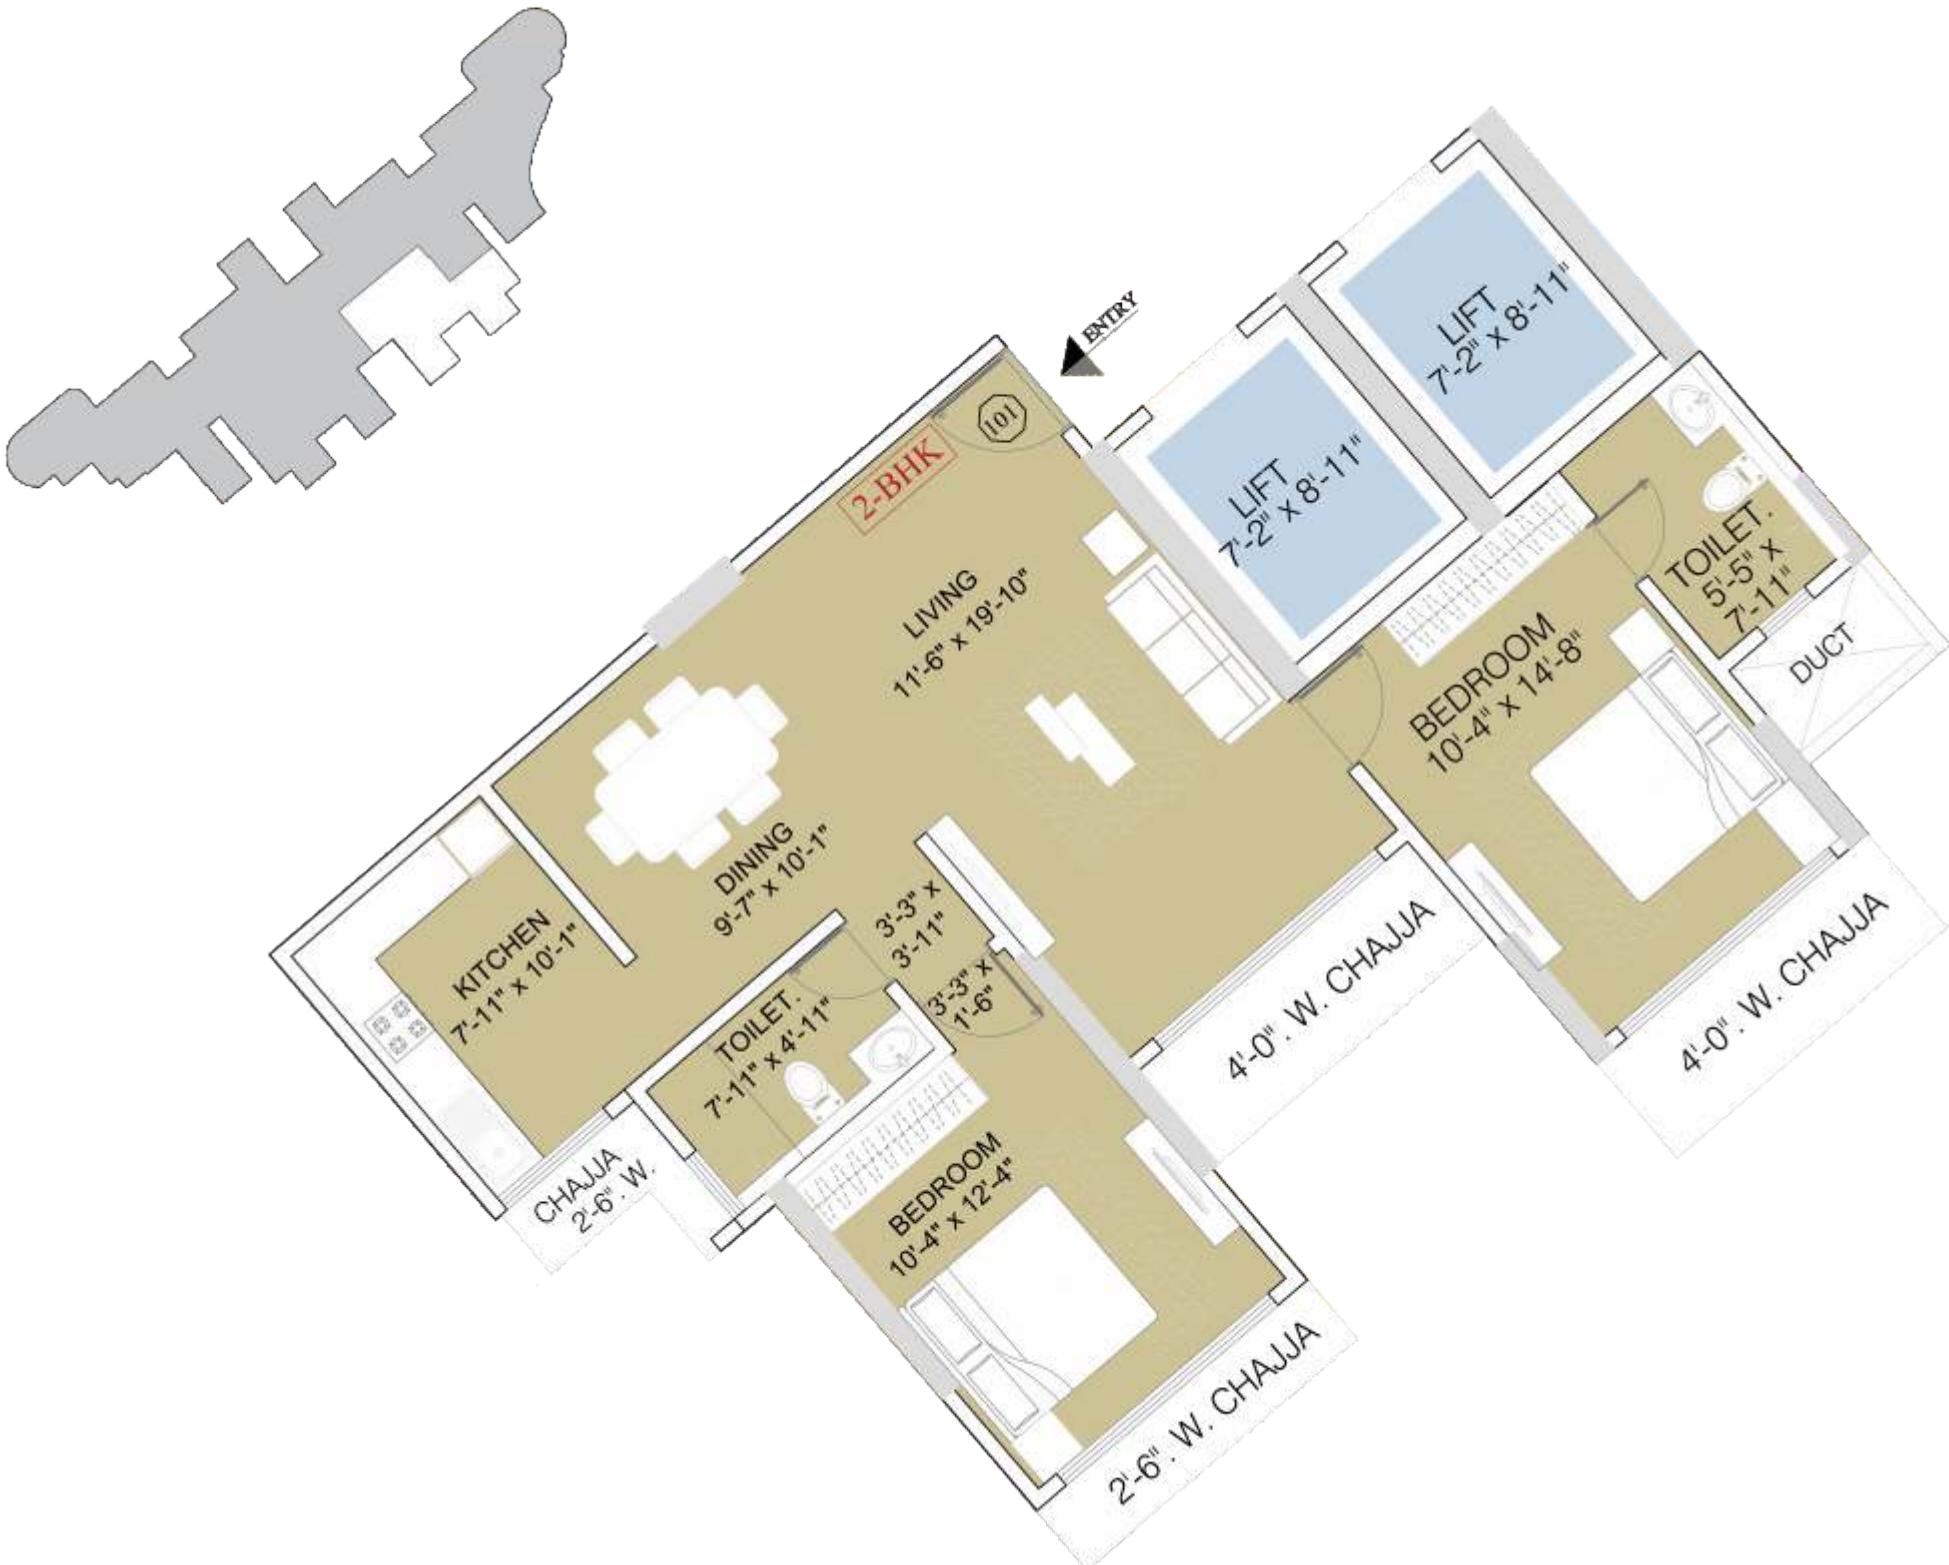 ENTRY
101
2-BHK
LIFT
7'-2" X 8'-11"
LIFT
7'-2" X 8'-11"
LIVING
11'-6" x 19'-10"
TOILET.
5'-5" X
7'-11"
DUCT
BEDROOM
10'-4" X 14'-8"
DINING
9'-7" x 10'-1"
3'-3" x
3'-11"
3'-3" x
1'-6"
KITCHEN
7'-11" x 10'-1"
TOILET.
7'-11" x 4'-11"
4'-0". W. CHAJJA
4'-0". W. CHAJJA
CHAJJA
2'-6". W.
BEDROOM
10'-4" x 12'-4"
2'-6". W. CHAJJA